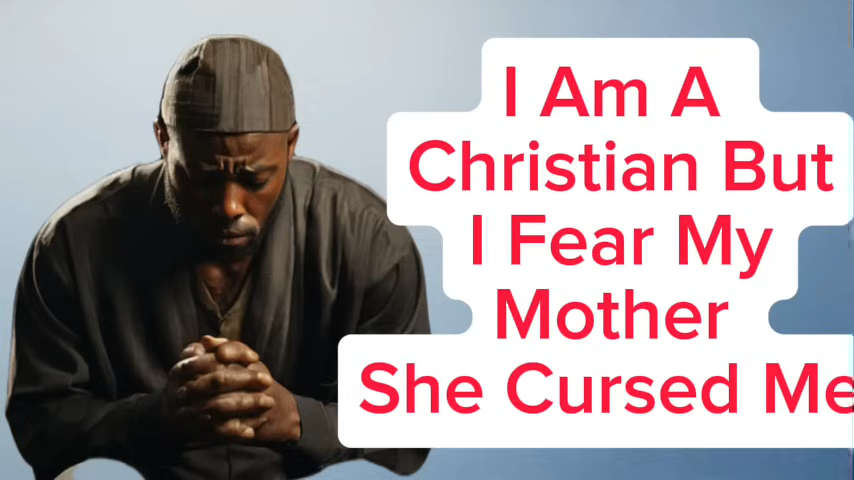 I Am A
Christian But
I Fear My
Mother
She Cursed Me